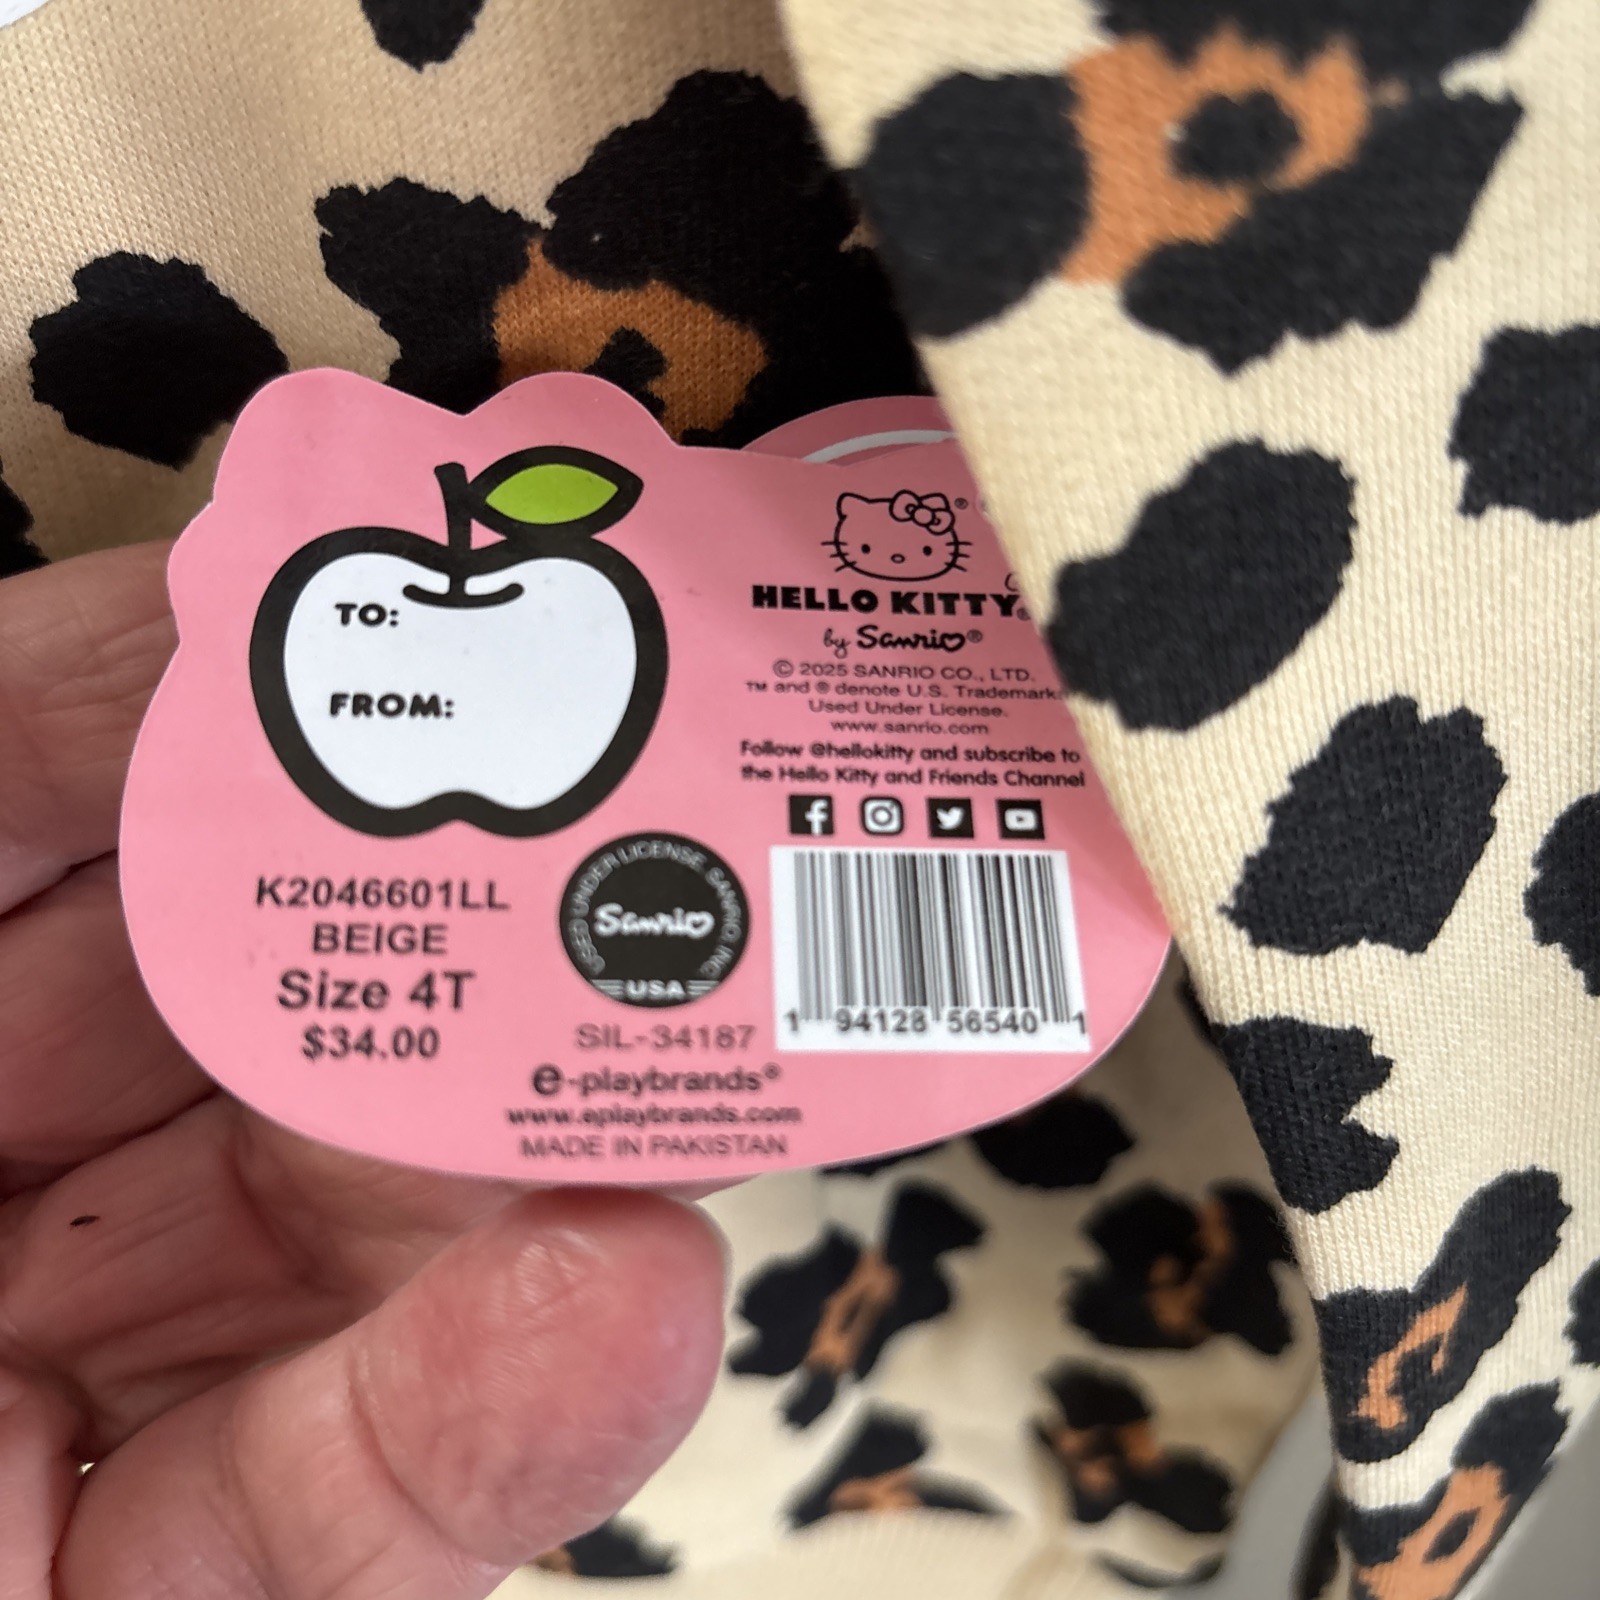 TO:
FROM:
HELLO KITTY®
by Sanrio®
© 2025 SANRIO CO., LTD.
TM and ® denote U.S. Trademarks
Used Under License.
www.sanrio.com
Follow @hellokitty and subscribe to
the Hello Kitty and Friends Channel
K2046601LL
BEIGE
Size 4T
$34.00
USED UNDER LICENSE, SANRIO, INC.
Sanrio
USA
SIL-34187
1 94128 56540 1
e-playbrands®
www.eplaybrands.com
MADE IN PAKISTAN